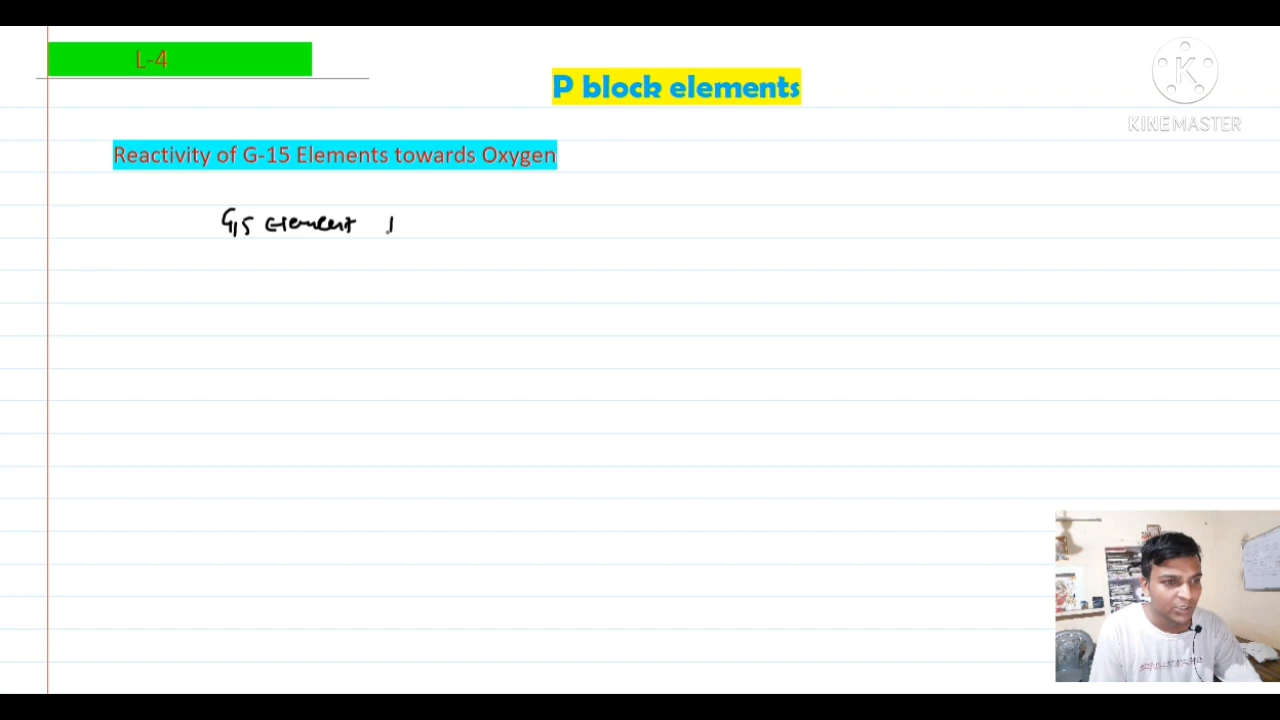 L-4
P block elements
KINEMASTER
Reactivity of G-15 Elements towards Oxygen
G15 Element